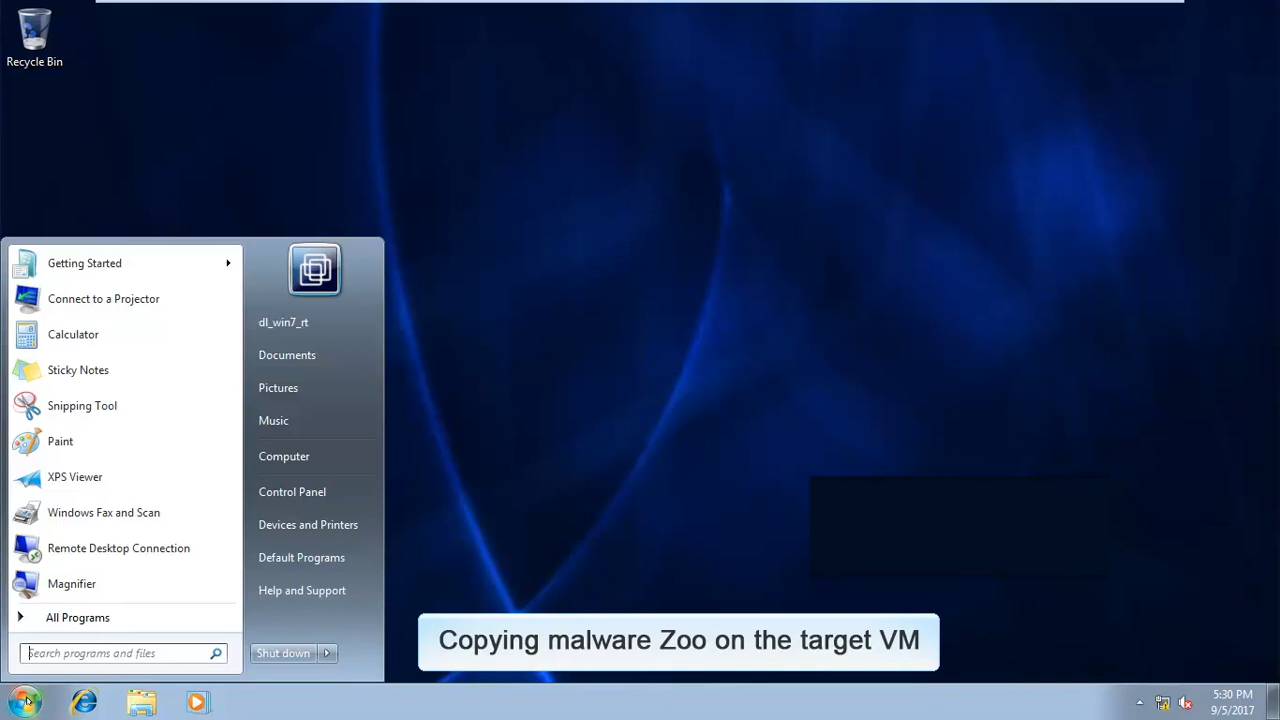 Recycle Bin
Getting Started
Connect to a Projector
Calculator
Sticky Notes
Snipping Tool
Paint
XPS Viewer
Windows Fax and Scan
Remote Desktop Connection
Magnifier
All Programs
Search programs and files
dl_win7_rt
Documents
Pictures
Music
Computer
Control Panel
Devices and Printers
Default Programs
Help and Support
Shut down
Copying malware Zoo on the target VM
5:30 PM
9/5/2017